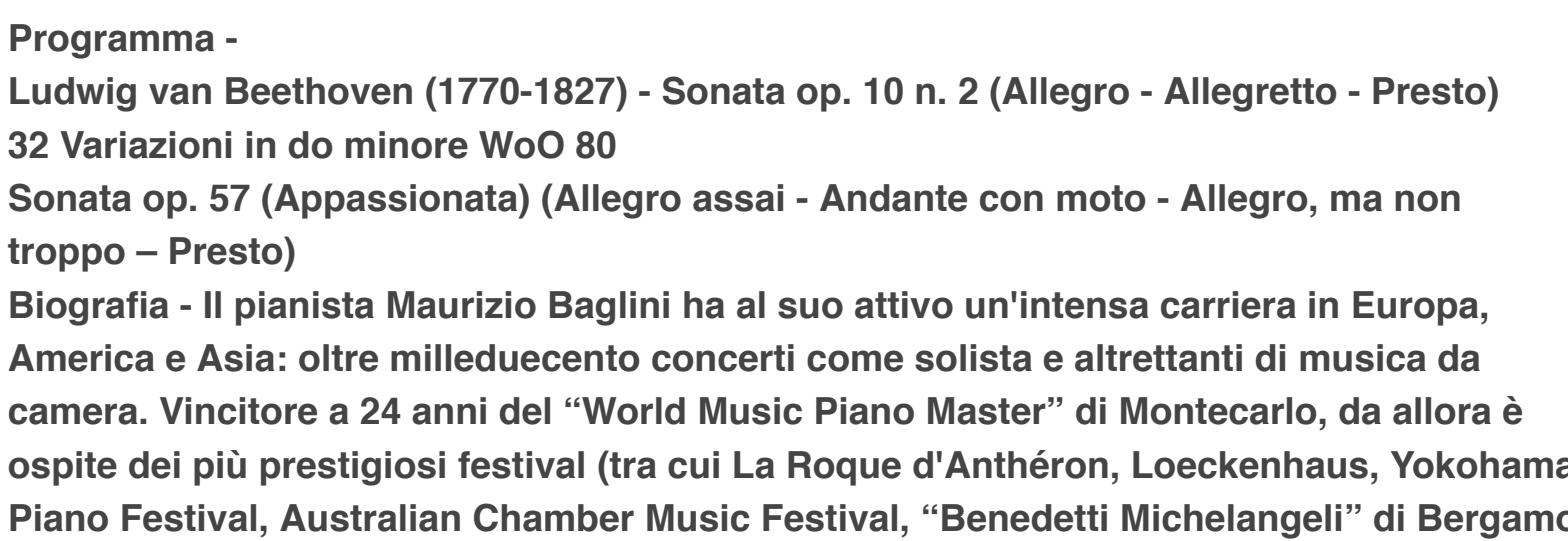 Programma -
Ludwig van Beethoven (1770-1827) - Sonata op. 10 n. 2 (Allegro - Allegretto - Presto)
32 Variazioni in do minore WoO 80
Sonata op. 57 (Appassionata) (Allegro assai - Andante con moto - Allegro, ma non
troppo – Presto)
Biografia - Il pianista Maurizio Baglini ha al suo attivo un'intensa carriera in Europa,
America e Asia: oltre milleduecento concerti come solista e altrettanti di musica da
camera. Vincitore a 24 anni del “World Music Piano Master” di Montecarlo, da allora è
ospite dei più prestigiosi festival (tra cui La Roque d'Anthéron, Loeckenhaus, Yokohama
Piano Festival, Australian Chamber Music Festival, “Benedetti Michelangeli” di Bergamo